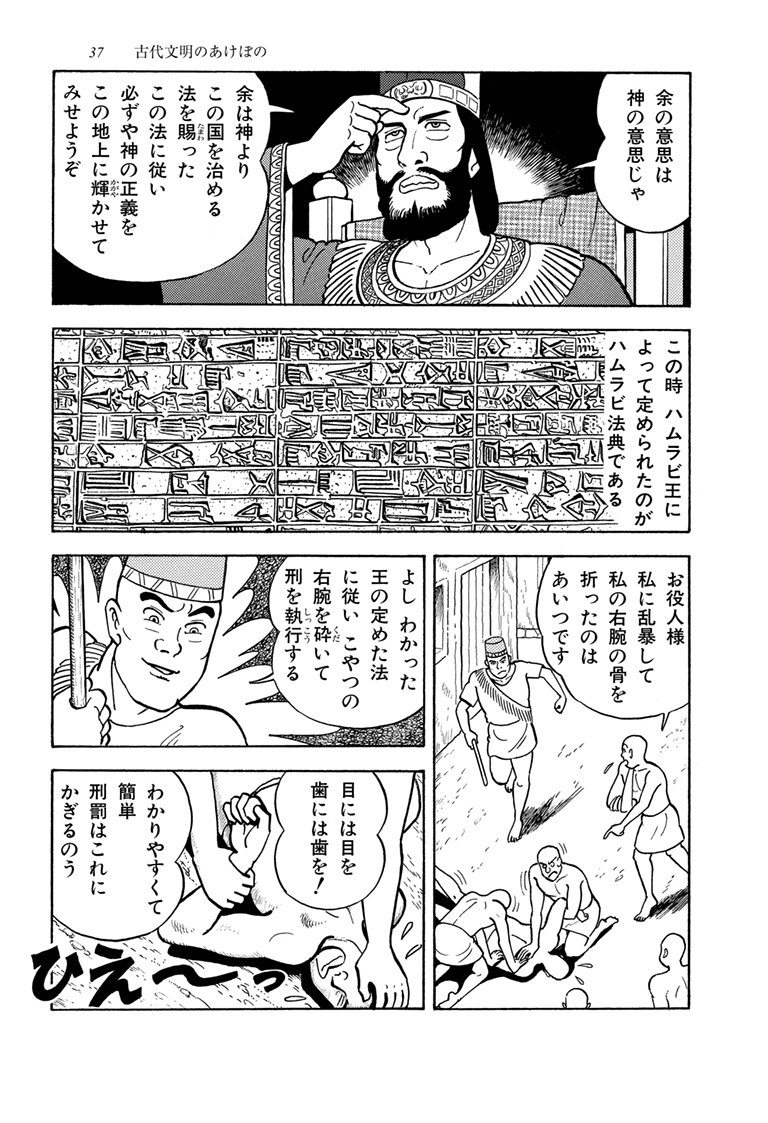 37 古代文明のあけぼの
余の意思は
神の意思じゃ
余は神より
この国を治める
法を賜った
この法に従い
必ずや神の正義を
この地上に輝かせて
みせようぞ
この時 ハムラビ王に
よって定められたのが
ハムラビ法典である
お役人様
私に乱暴して
私の右腕の骨を
折ったのは
あいつです
よし わかった
王の定めた法
に従い こやつの
右腕を砕いて
刑を執行する
目には目を
歯には歯を!
わかりやすくて
簡単
刑罰はこれに
かぎるのう
ひえ〜っ